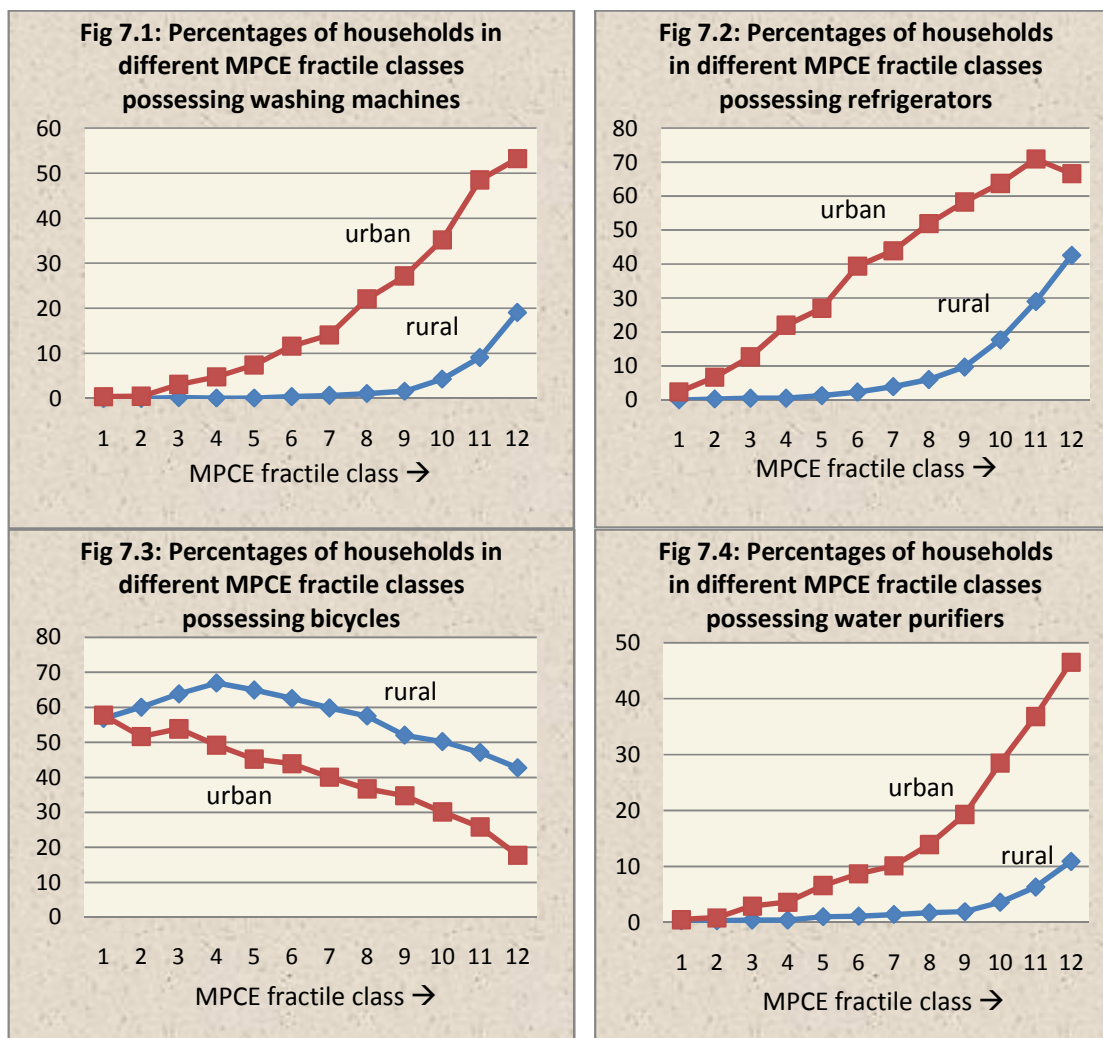 Fig 7.1: Percentages of households in
different MPCE fractile classes
possessing washing machines
60
50
40
30
20
10
0
urban
rural
1 2 3 4 5 6 7 8 9 10 11 12
MPCE fractile class →
Fig 7.2: Percentages of households
in different MPCE fractile classes
possessing refrigerators
80
70
60
50
40
30
20
10
0
urban
rural
1 2 3 4 5 6 7 8 9 10 11 12
MPCE fractile class →
Fig 7.3: Percentages of households in
different MPCE fractile classes
possessing bicycles
80
70
60
50
40
30
20
10
0
rural
urban
1 2 3 4 5 6 7 8 9 10 11 12
MPCE fractile class →
Fig 7.4: Percentages of households
in different MPCE fractile classes
possessing water purifiers
50
40
30
20
10
0
urban
rural
1 2 3 4 5 6 7 8 9 10 11 12
MPCE fractile class →